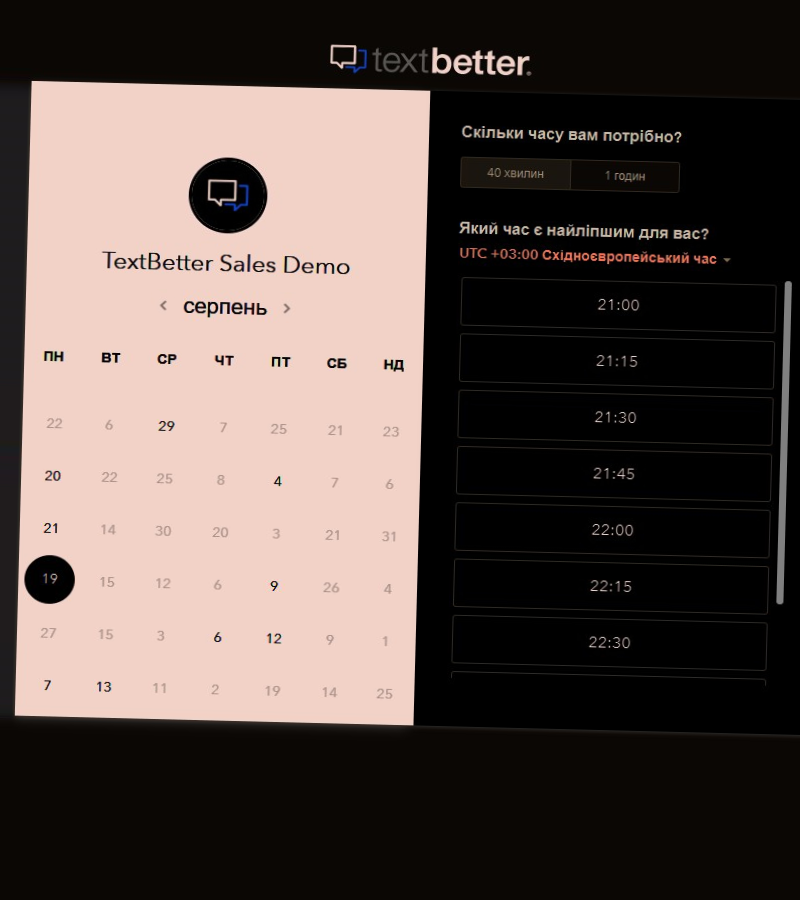 textbetter.
TextBetter Sales Demo
серпень
ПН ВТ СР ЧТ ПТ СБ НД
22 6 29 7 25 21 23
20 22 25 8 4 7 6
21 14 30 20 3 21 31
19 15 12 6 9 26 4
27 15 3 6 12 9 1
7 13 11 2 19 14 25
Скільки часу вам потрібно?
40 хвилин 1 годин
Який час є найліпшим для вас?
UTC +03:00 Східноєвропейський час
21:00
21:15
21:30
21:45
22:00
22:15
22:30